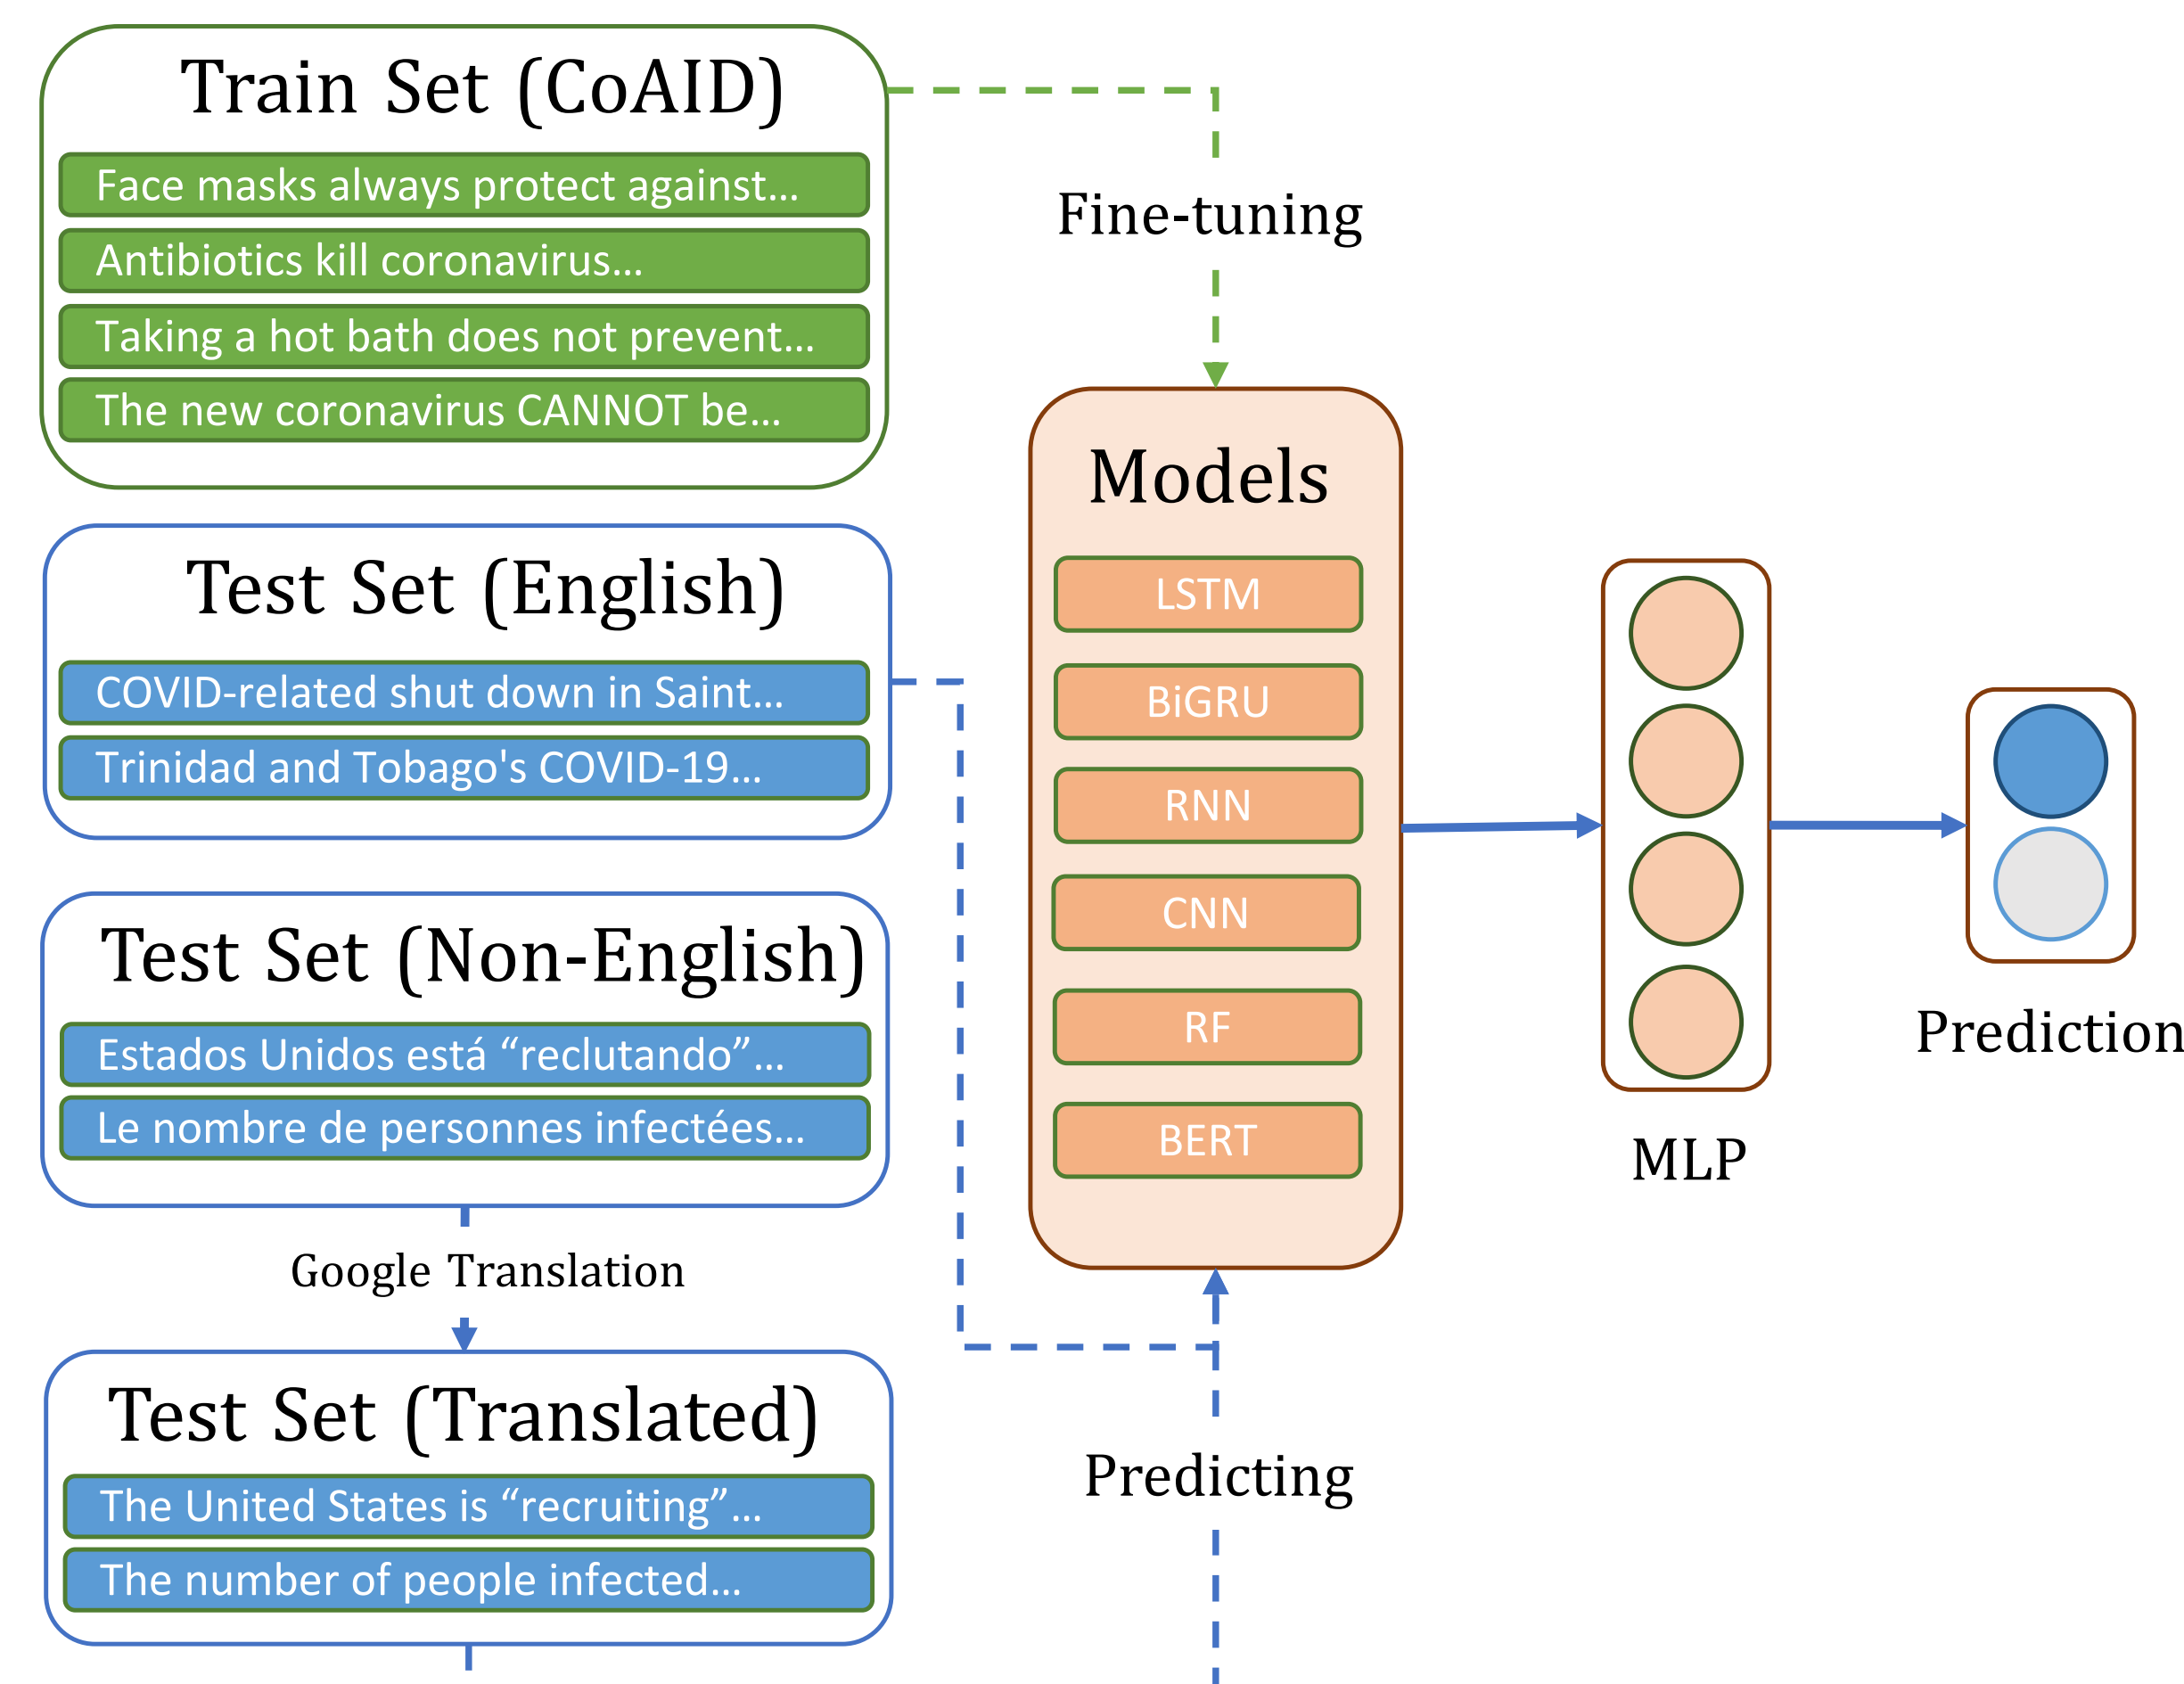 Train Set (CoAID)
Face masks always protect against...
Antibiotics kill coronavirus...
Taking a hot bath does not prevent...
The new coronavirus CANNOT be...
Test Set (English)
COVID-related shut down in Saint...
Trinidad and Tobago's COVID-19...
Test Set (Non-English)
Estados Unidos está “reclutando”...
Le nombre de personnes infectées...
Google Translation
Test Set (Translated)
The United States is “recruiting”...
The number of people infected...
Fine-tuning
Models
LSTM
BiGRU
RNN
CNN
RF
BERT
Predicting
MLP
Prediction